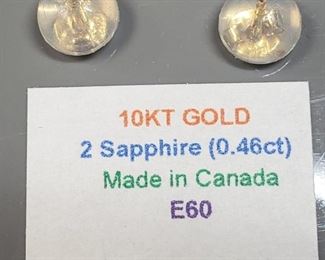 10KT GOLD
2 Sapphire (0.46ct)
Made in Canada
E60